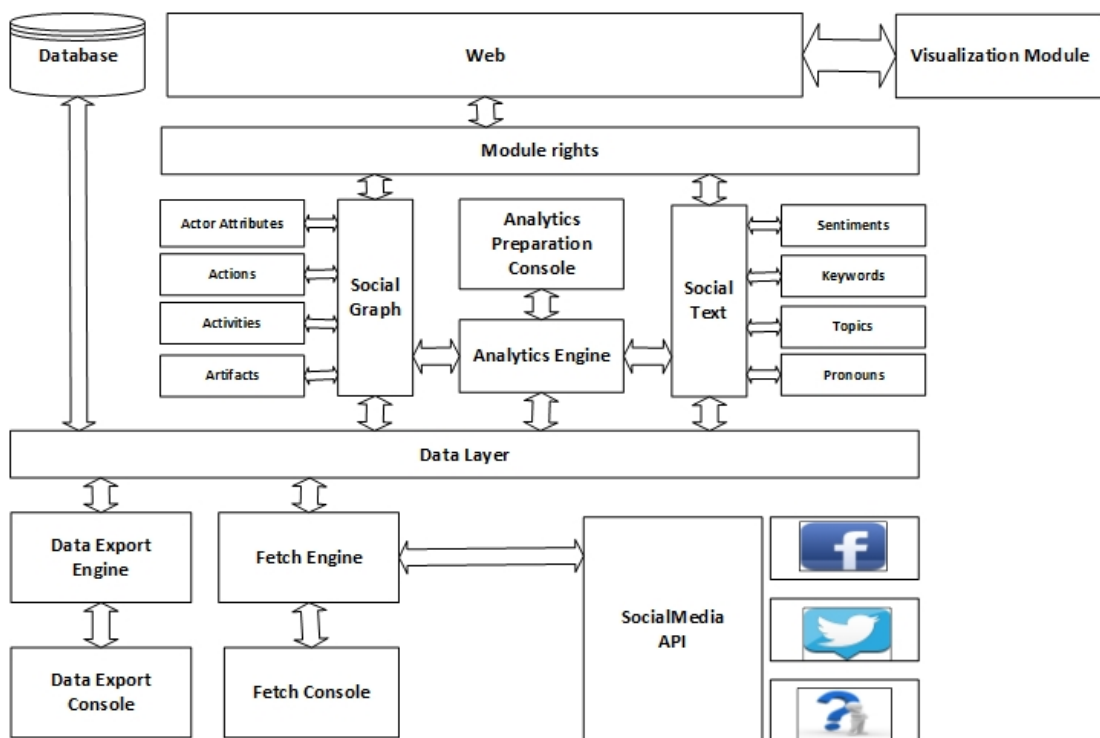 Database
Web
Visualization Module
Module rights
Actor Attributes
Actions
Activities
Artifacts
Social
Graph
Analytics
Preparation
Console
Analytics Engine
Social
Text
Sentiments
Keywords
Topics
Pronouns
Data Layer
Data Export
Engine
Fetch Engine
SocialMedia
API
f
Data Export
Console
Fetch Console
?